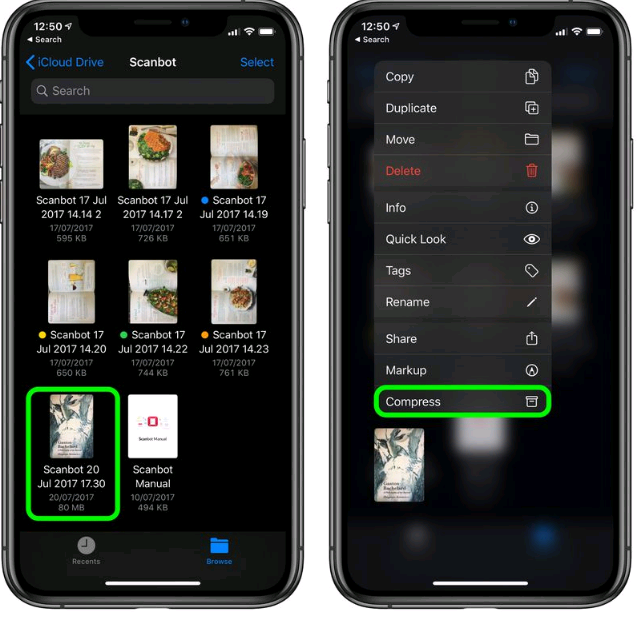 12:50
◀ Search
iCloud Drive
Scanbot
Select
Search
Scanbot 17 Jul
2017 14.14 2
17/07/2017
595 KB
Scanbot 17 Jul
2017 14.17 2
17/07/2017
726 KB
Scanbot 17
Jul 2017 14.19
17/07/2017
651 KB
Scanbot 17
Jul 2017 14.20
17/07/2017
650 KB
Scanbot 17
Jul 2017 14.22
17/07/2017
744 KB
Scanbot 17
Jul 2017 14.23
17/07/2017
761 KB
Scanbot 20
Jul 2017 17.30
20/07/2017
80 MB
Scanbot Manual
Scanbot
Manual
10/07/2017
494 KB
Recents
Browse
12:50
◀ Search
Copy
Duplicate
Move
Delete
Info
Quick Look
Tags
Rename
Share
Markup
Compress
Gaston
Bachelard